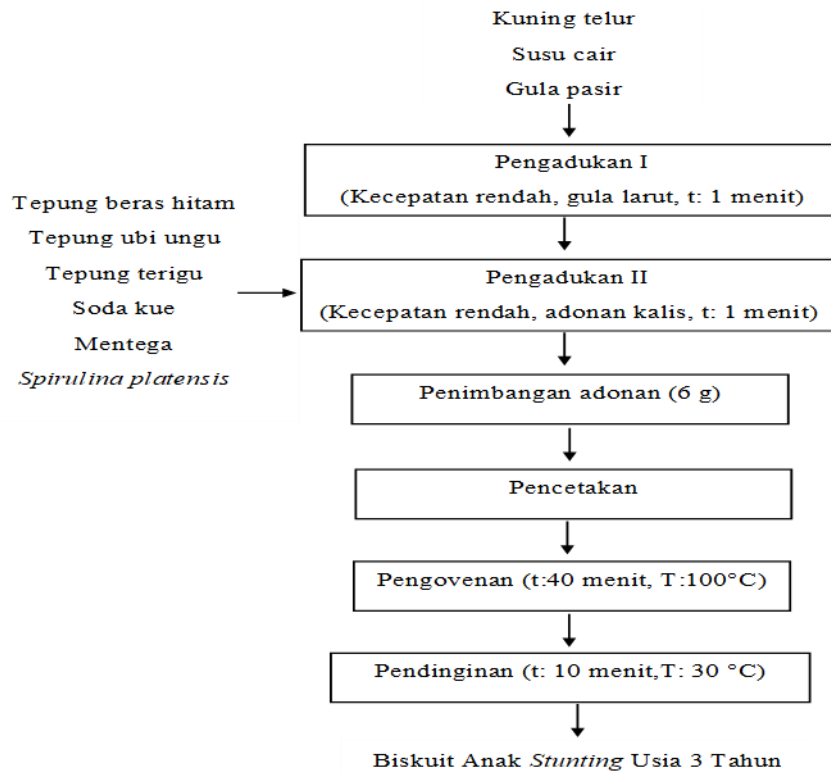 Kuning telur
Susu cair
Gula pasir
Pengadukan I
(Kecepatan rendah, gula larut, t: 1 menit)
Tepung beras hitam
Tepung ubi ungu
Tepung terigu
Soda kue
Mentega
Spirulina platensis
Pengadukan II
(Kecepatan rendah, adonan kalis, t: 1 menit)
Penimbangan adonan (6 g)
Pencetakan
Pengovenan (t:40 menit, T:100°C)
Pendinginan (t: 10 menit,T: 30 °C)
Biskuit Anak Stunting Usia 3 Tahun